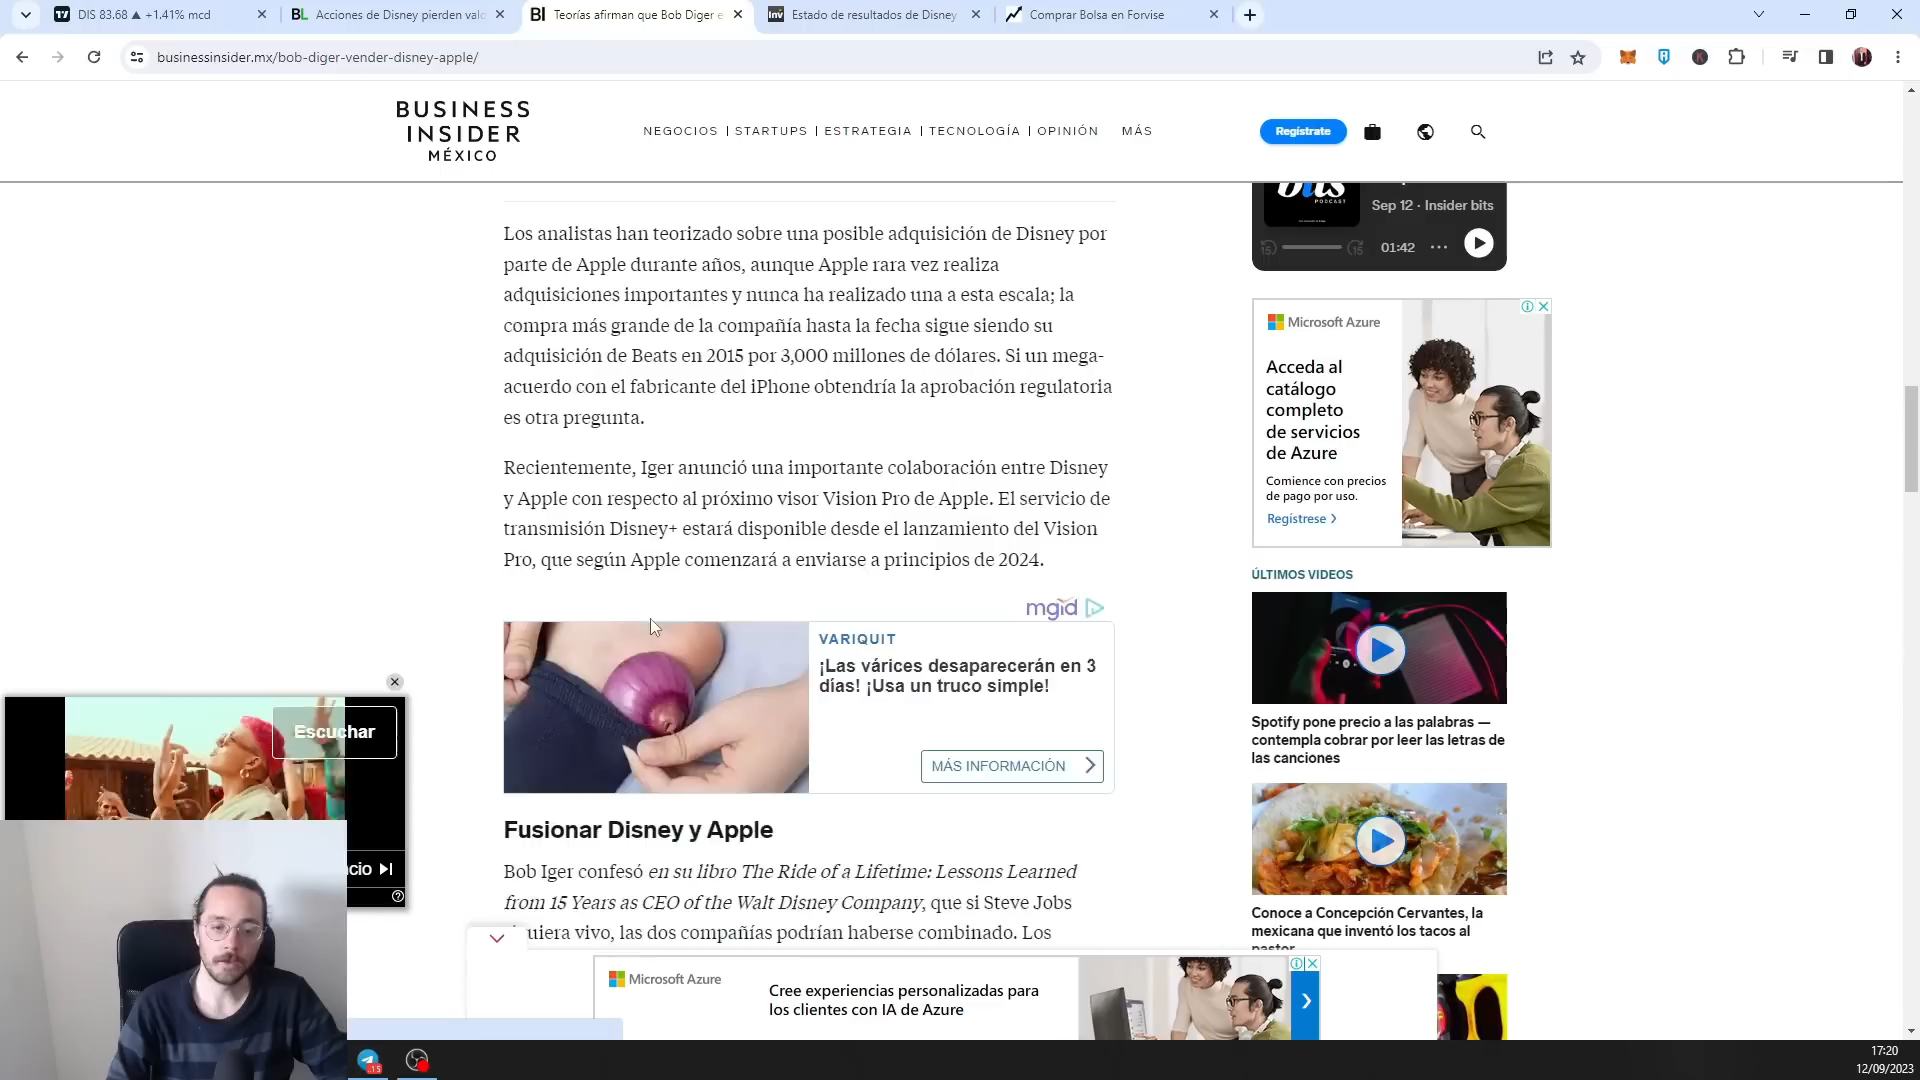 DIS 83.68 ▲ +1.41% mcd
Acciones de Disney pierden valo
Teorías afirman que Bob Diger e
Estado de resultados de Disney
Comprar Bolsa en Forvise
businessinsider.mx/bob-diger-vender-disney-apple/
BUSINESS
INSIDER
MÉXICO
NEGOCIOS | STARTUPS | ESTRATEGIA | TECNOLOGÍA | OPINIÓN MÁS
Regístrate
bits
PODCAST
Sep 12 · Insider bits
15 15 01:42
Los analistas han teorizado sobre una posible adquisición de Disney por
parte de Apple durante años, aunque Apple rara vez realiza
adquisiciones importantes y nunca ha realizado una a esta escala; la
compra más grande de la compañía hasta la fecha sigue siendo su
adquisición de Beats en 2015 por 3,000 millones de dólares. Si un mega-
acuerdo con el fabricante del iPhone obtendría la aprobación regulatoria
es otra pregunta.
Recientemente, Iger anunció una importante colaboración entre Disney
y Apple con respecto al próximo visor Vision Pro de Apple. El servicio de
transmisión Disney+ estará disponible desde el lanzamiento del Vision
Pro, que según Apple comenzará a enviarse a principios de 2024.
mgid
VARIQUIT
¡Las várices desaparecerán en 3
días! ¡Usa un truco simple!
MÁS INFORMACIÓN
Fusionar Disney y Apple
Bob Iger confesó en su libro The Ride of a Lifetime: Lessons Learned
from 15 Years as CEO of the Walt Disney Company, que si Steve Jobs
uiera vivo, las dos compañías podrían haberse combinado. Los
Microsoft Azure
Acceda al
catálogo
completo
de servicios
de Azure
Comience con precios
de pago por uso.
Regístrese >
ÚLTIMOS VIDEOS
Spotify pone precio a las palabras —
contempla cobrar por leer las letras de
las canciones
Conoce a Concepción Cervantes, la
mexicana que inventó los tacos al
pastor
Escuchar
cio
Microsoft Azure
Cree experiencias personalizadas para
los clientes con IA de Azure
17:20
12/09/2023